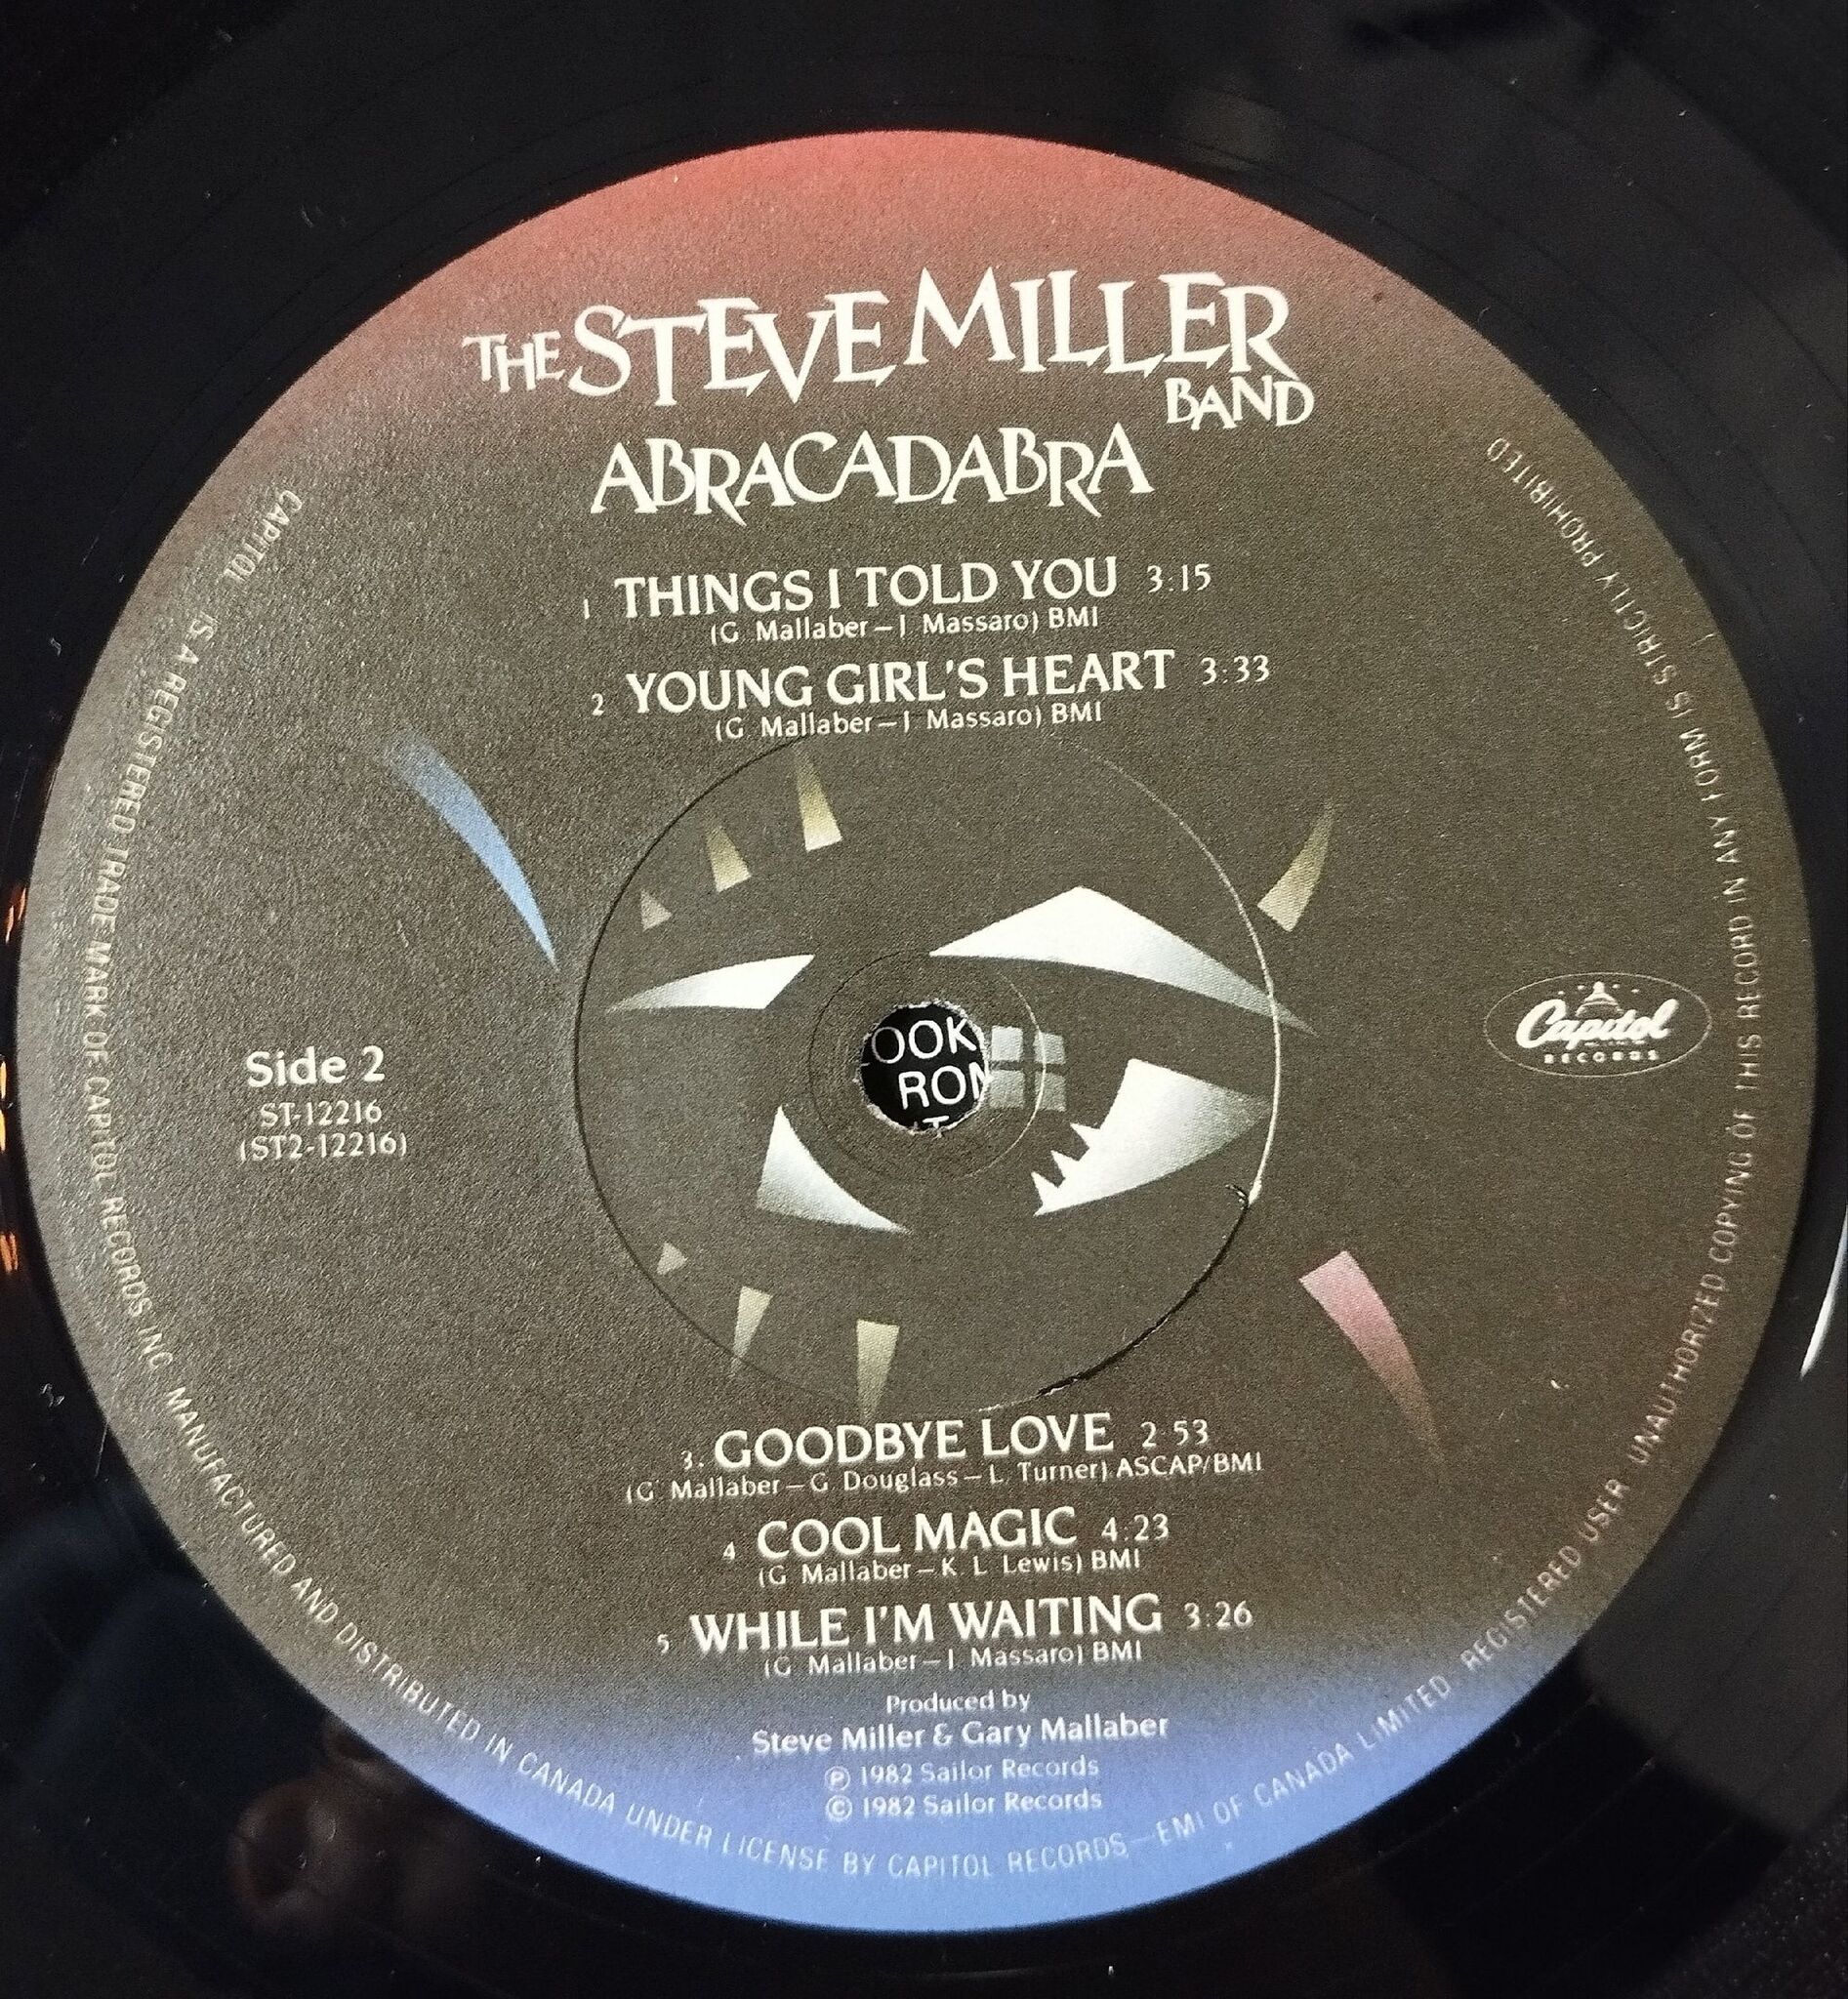 THE STEVE MILLER
BAND
ABRACADABRA
1 THINGS I TOLD YOU 3:15
(G. Mallaber – J. Massaro) BMI
2 YOUNG GIRL'S HEART 3:33
(G. Mallaber – J. Massaro) BMI
Side 2
ST-12216
(ST2-12216)
Capitol
RECORDS
OOK
RON
3. GOODBYE LOVE 2:53
(G. Mallaber – G. Douglass – L. Turner) ASCAP/BMI
4 COOL MAGIC 4:23
(G. Mallaber – K. L. Lewis) BMI
5 WHILE I'M WAITING 3:26
(G. Mallaber – J. Massaro) BMI
Produced by
Steve Miller & Gary Mallaber
℗ 1982 Sailor Records
© 1982 Sailor Records
CAPITOL IS A REGISTERED TRADE MARK OF CAPITOL RECORDS INC. MANUFACTURED AND DISTRIBUTED IN CANADA UNDER LICENSE BY CAPITOL RECORDS—EMI OF CANADA LIMITED. REGISTERED USER. UNAUTHORIZED COPYING OF THIS RECORD IN ANY FORM IS STRICTLY PROHIBITED